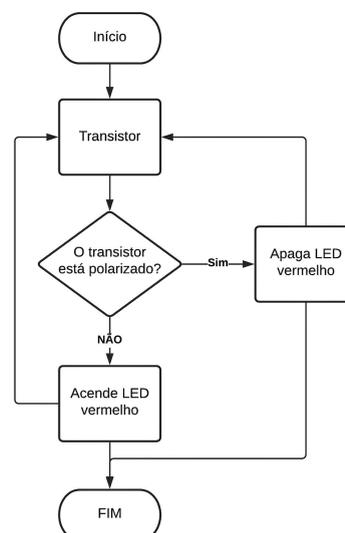 Início
Transistor
O transistor
está polarizado?
Sim
Apaga LED
vermelho
NÃO
Acende LED
vermelho
FIM